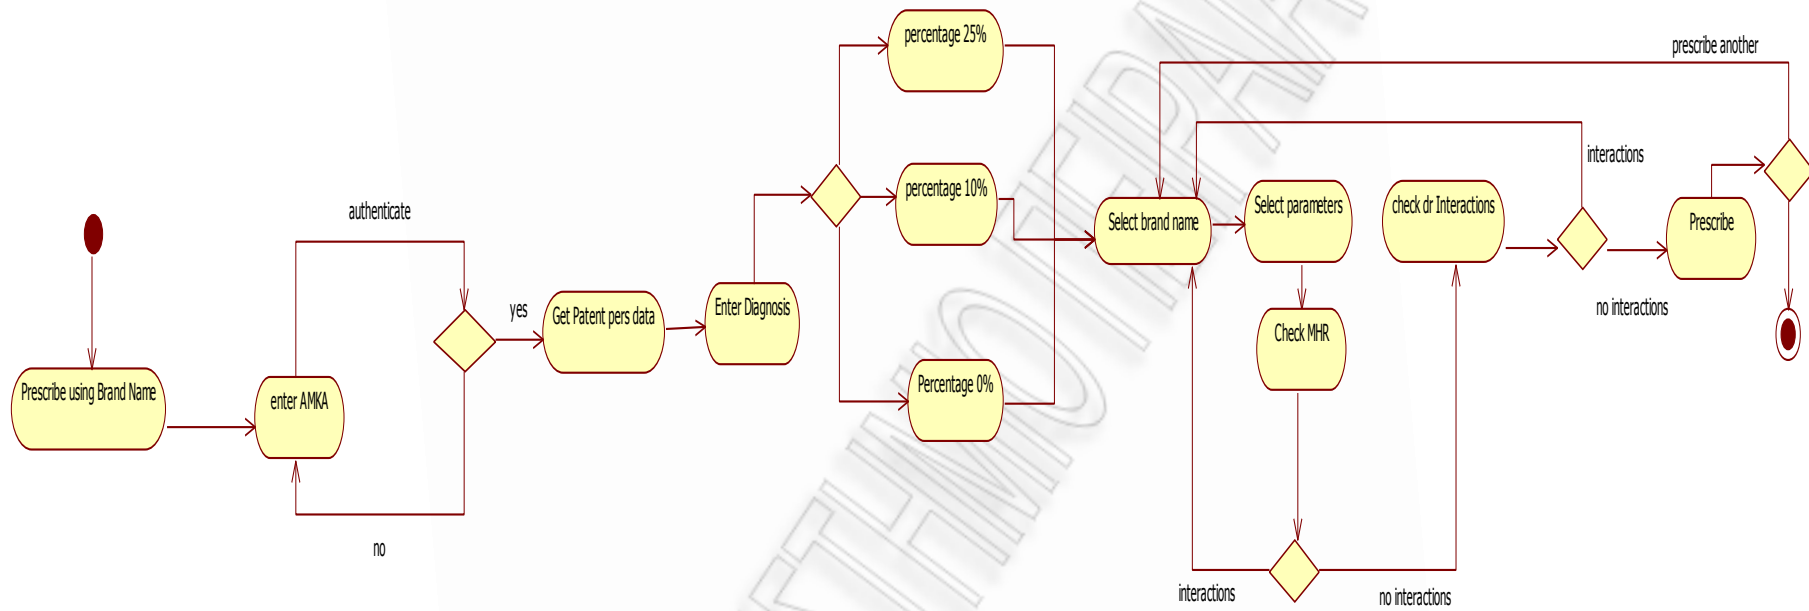 percentage 25%
prescribe another
interactions
percentage 10%
Select parameters
check dr Interactions
authenticate
Select brand name
Prescribe
yes
Get Patent pers data
Enter Diagnosis
no interactions
Check MHR
Prescribe using Brand Name
enter AMKA
Percentage 0%
no
interactions
no interactions